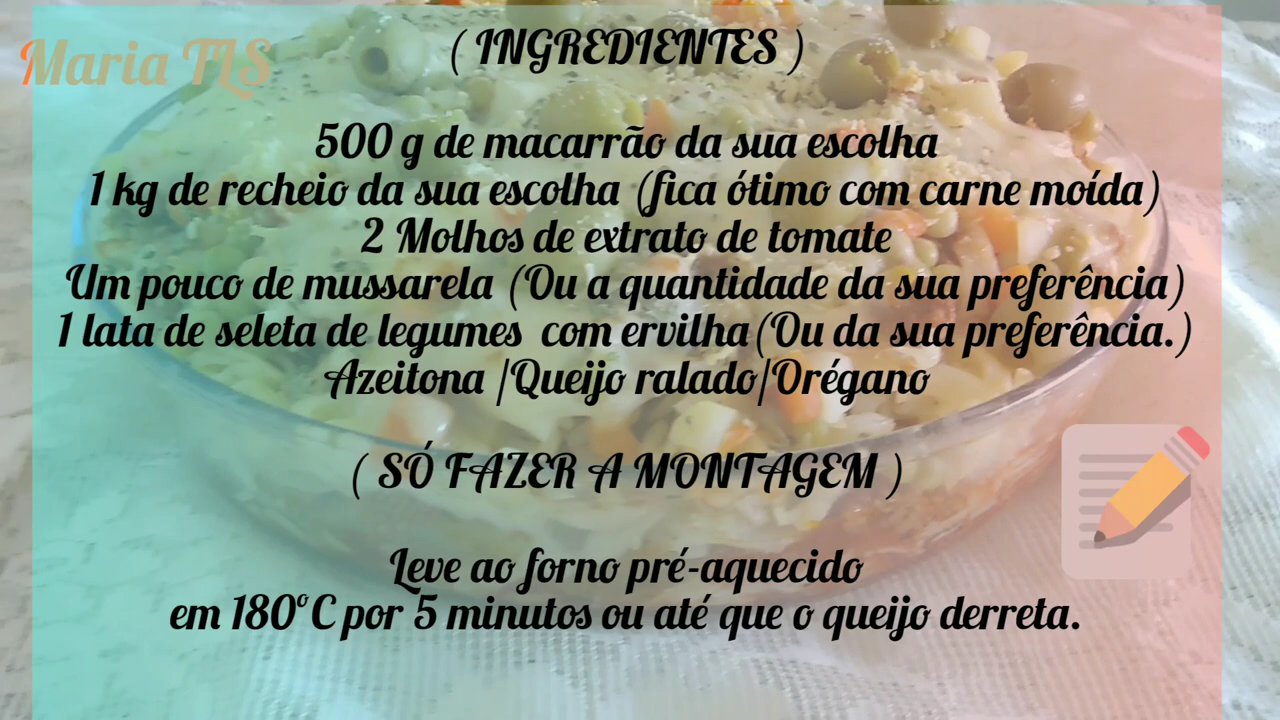 Maria TLS
( INGREDIENTES )
500 g de macarrão da sua escolha
1 kg de recheio da sua escolha (fica ótimo com carne moída)
2 Molhos de extrato de tomate
Um pouco de mussarela (Ou a quantidade da sua preferência)
1 lata de seleta de legumes com ervilha(Ou da sua preferência.)
Azeitona /Queijo ralado/Orégano
( SÓ FAZER A MONTAGEM )
Leve ao forno pré-aquecido
em 180°C por 5 minutos ou até que o queijo derreta.